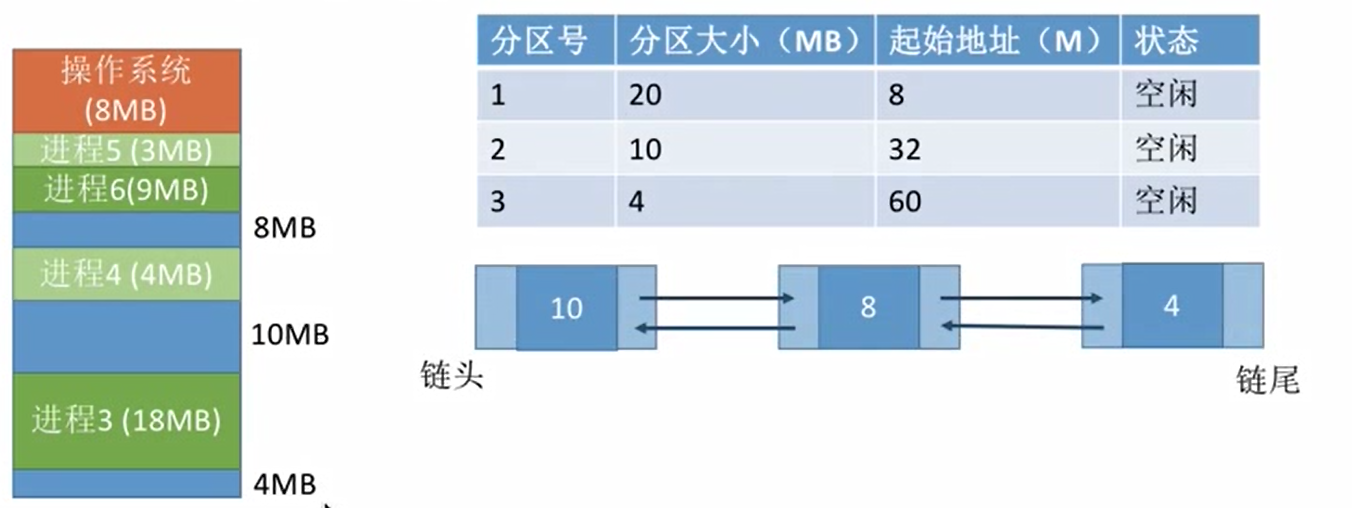 操作系统
(8MB)
进程5 (3MB)
进程6(9MB)
8MB
进程4 (4MB)
10MB
进程3 (18MB)
4MB
分区号 分区大小（MB） 起始地址（M） 状态
1 20 8 空闲
2 10 32 空闲
3 4 60 空闲
10 8 4
链头 链尾